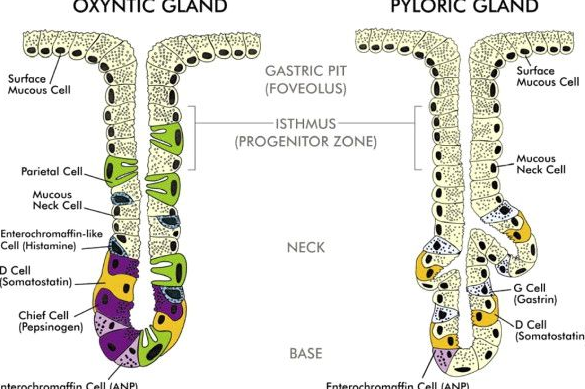 OXYNTIC GLAND
PYLORIC GLAND
Surface
Mucous Cell
GASTRIC PIT
(FOVEOLUS)
Surface
Mucous Cell
ISTHMUS
(PROGENITOR ZONE)
Parietal Cell
Mucous
Neck Cell
Mucous
Neck Cell
Enterochromaffin-like
Cell (Histamine)
NECK
D Cell
(Somatostatin)
G Cell
(Gastrin)
Chief Cell
(Pepsinogen)
D Cell
(Somatostatin
BASE
nterochromaffin Cell (ANP)
Enterochromaffin Cell (ANP)